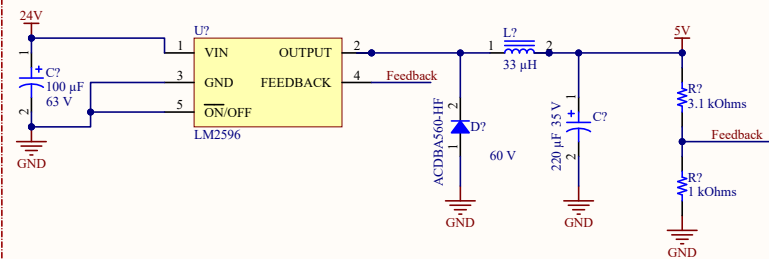 24V
1
+
C?
100 µF
63 V
2
GND
U?
1 VIN
3 GND
5 ON/OFF
OUTPUT 2
FEEDBACK 4
LM2596
Feedback
L?
1 2
33 µH
ACDBA560-HF
2
D?
1
60 V
GND
220 µF 35 V
1
+
C?
2
GND
5V
R?
3.1 kOhms
Feedback
R?
1 kOhms
GND